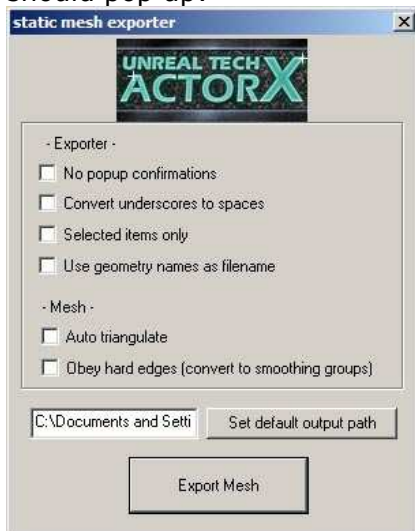 should pop up:
static mesh exporter
UNREAL TECH
ACTORX
- Exporter -
No popup confirmations
Convert underscores to spaces
Selected items only
Use geometry names as filename
- Mesh -
Auto triangulate
Obey hard edges (convert to smoothing groups)
C:\Documents and Setti
Set default output path
Export Mesh